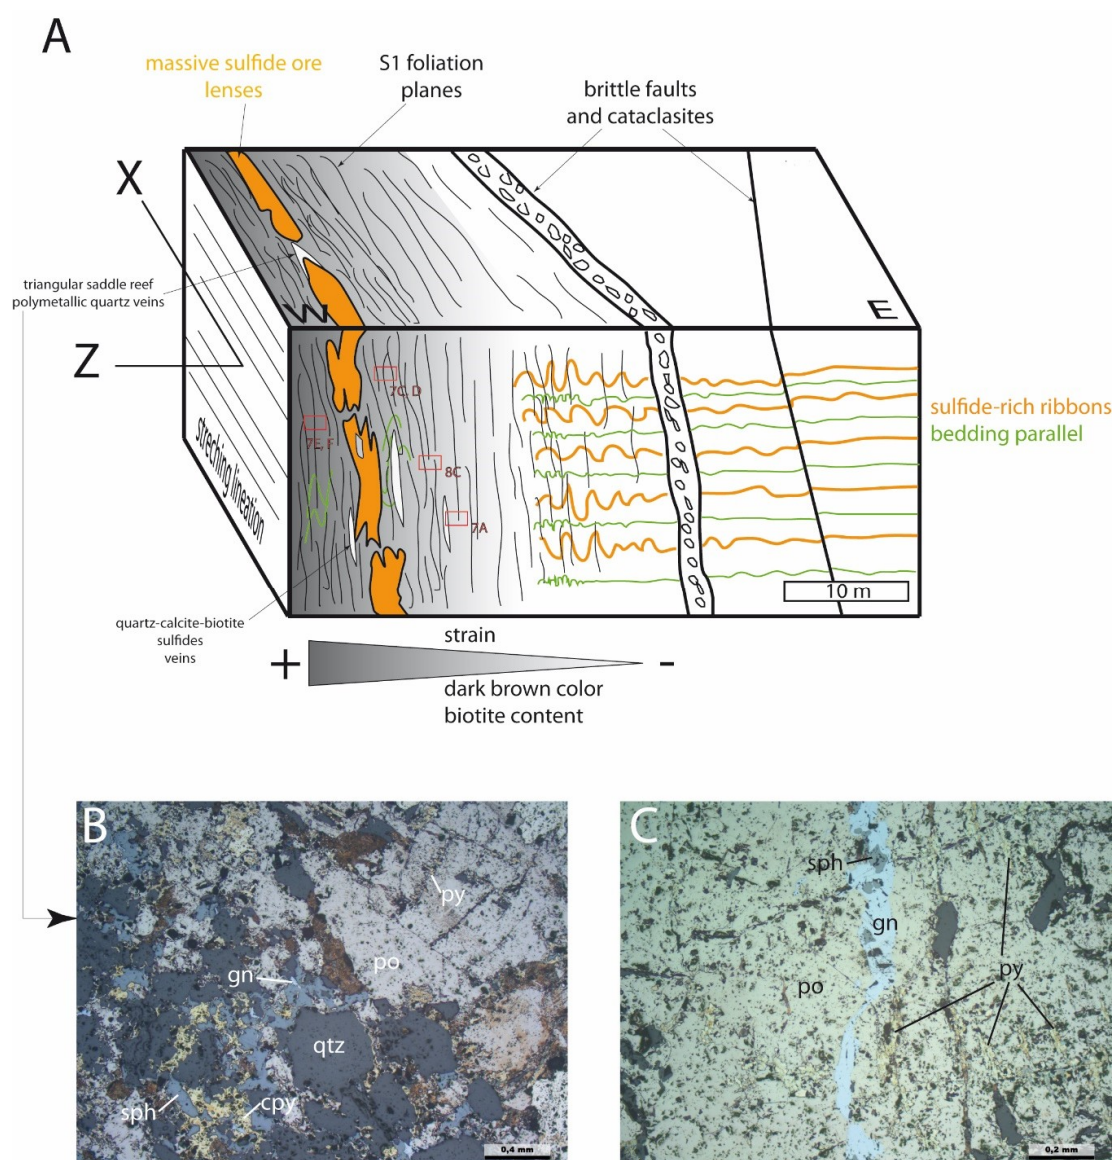 A
massive sulfide ore
lenses
S1 foliation
planes
brittle faults
and cataclasites
X
triangular saddle reef
polymetallic quartz veins
W
E
Z
7C, D
7E, F
8C
7A
sulfide-rich ribbons
bedding parallel
streching lineation
10 m
quartz-calcite-biotite
sulfides
veins
strain
+
-
dark brown color
biotite content
B
py
gn
po
qtz
sph
cpy
0,4 mm
C
sph
gn
po
py
0,2 mm